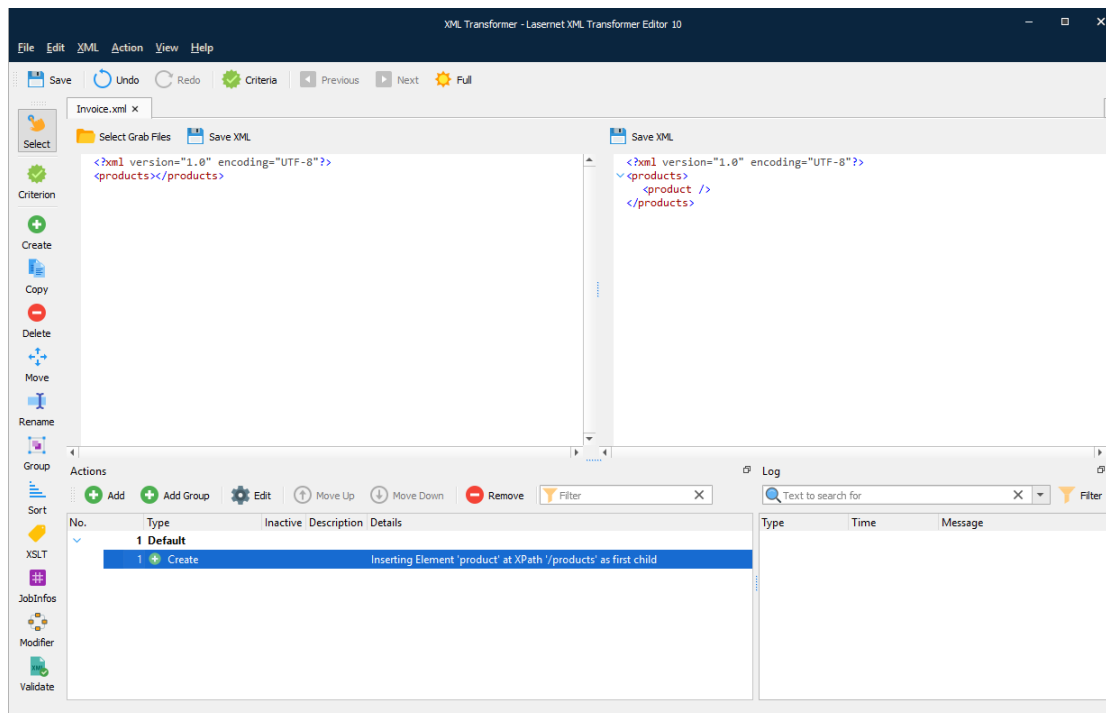 XML Transformer - Lasernet XML Transformer Editor 10
File Edit XML Action View Help
Save Undo Redo Criteria Previous Next Full
Invoice.xml
Select
Select Grab Files Save XML
Save XML
<?xml version="1.0" encoding="UTF-8"?>
<products></products>
<?xml version="1.0" encoding="UTF-8"?>
<products>
<product />
</products>
Criterion
Create
Copy
Delete
Move
Rename
Group
Sort
XSLT
JobInfos
Modifier
XML
Validate
Actions
Add Add Group Edit Move Up Move Down Remove Filter
No. Type Inactive Description Details
1 Default
1 Create Inserting Element 'product' at XPath '/products' as first child
Log
Text to search for Filter
Type Time Message